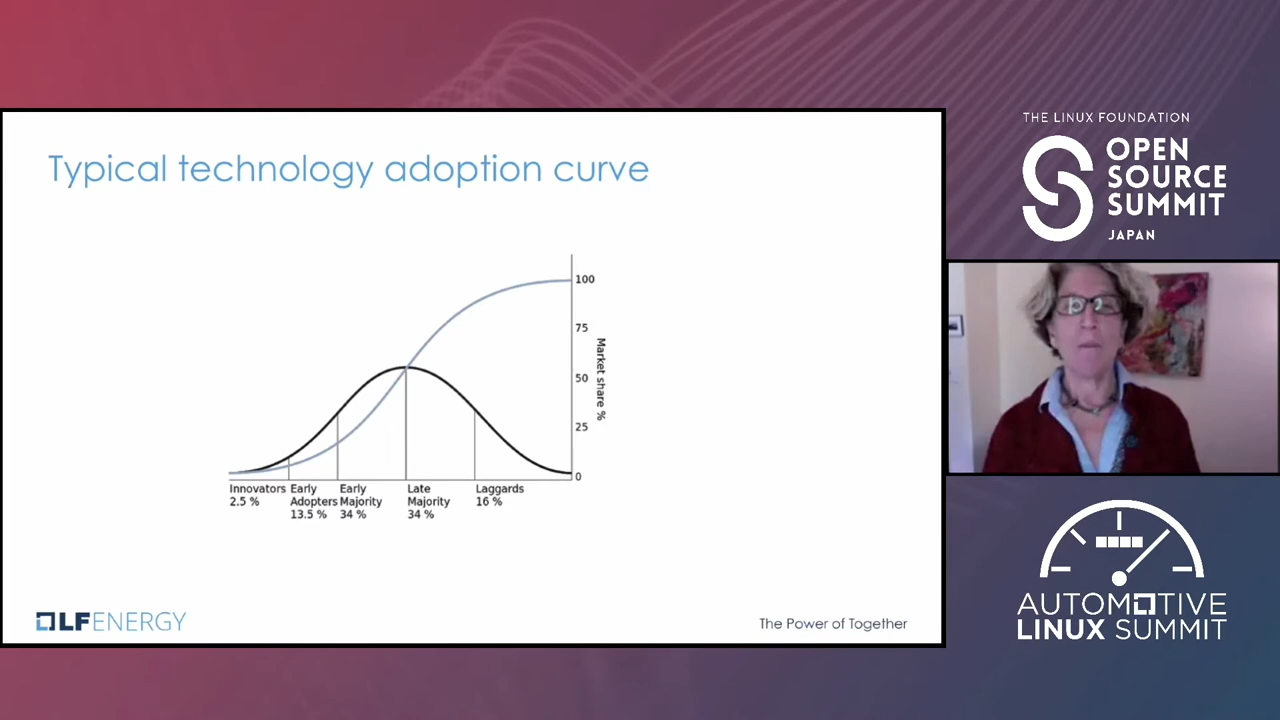 Typical technology adoption curve
100
75
50
25
0
Market share %
Innovators
2.5 %
Early
Adopters
13.5 %
Early
Majority
34 %
Late
Majority
34 %
Laggards
16 %
LFENERGY
The Power of Together
THE LINUX FOUNDATION
OPEN
SOURCE
SUMMIT
JAPAN
AUTOMOTIVE
LINUX SUMMIT